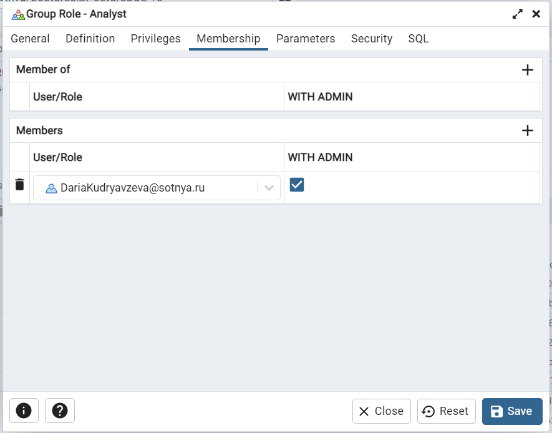 Group Role - Analyst
General Definition Privileges Membership Parameters Security SQL
Member of
User/Role WITH ADMIN
Members
User/Role WITH ADMIN
DariaKudryavzeva@sotnya.ru
Close Reset Save